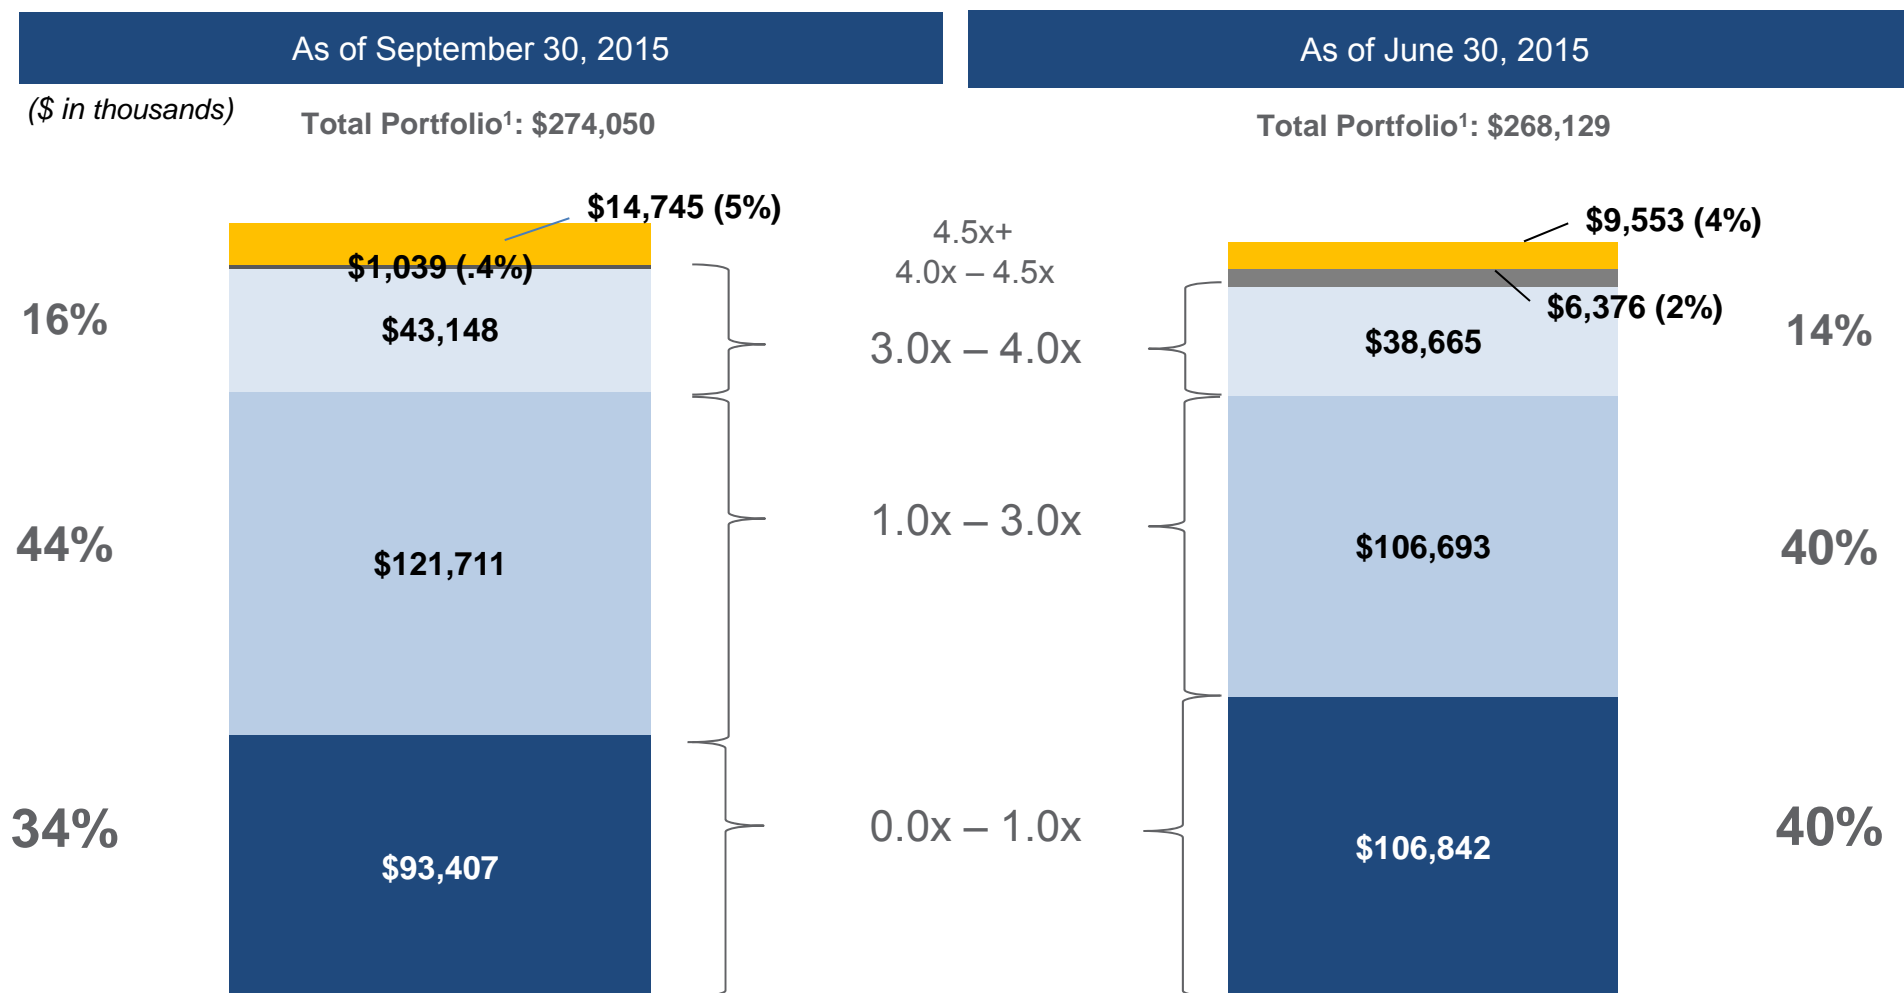 As of September 30, 2015
As of June 30, 2015
($ in thousands)
Total Portfolio¹: $274,050
Total Portfolio¹: $268,129
$14,745 (5%)
4.5x+
$9,553 (4%)
$1,039 (.4%)
4.0x – 4.5x
$6,376 (2%)
16%
$43,148
3.0x – 4.0x
$38,665
14%
44%
$121,711
1.0x – 3.0x
$106,693
40%
34%
$93,407
0.0x – 1.0x
$106,842
40%